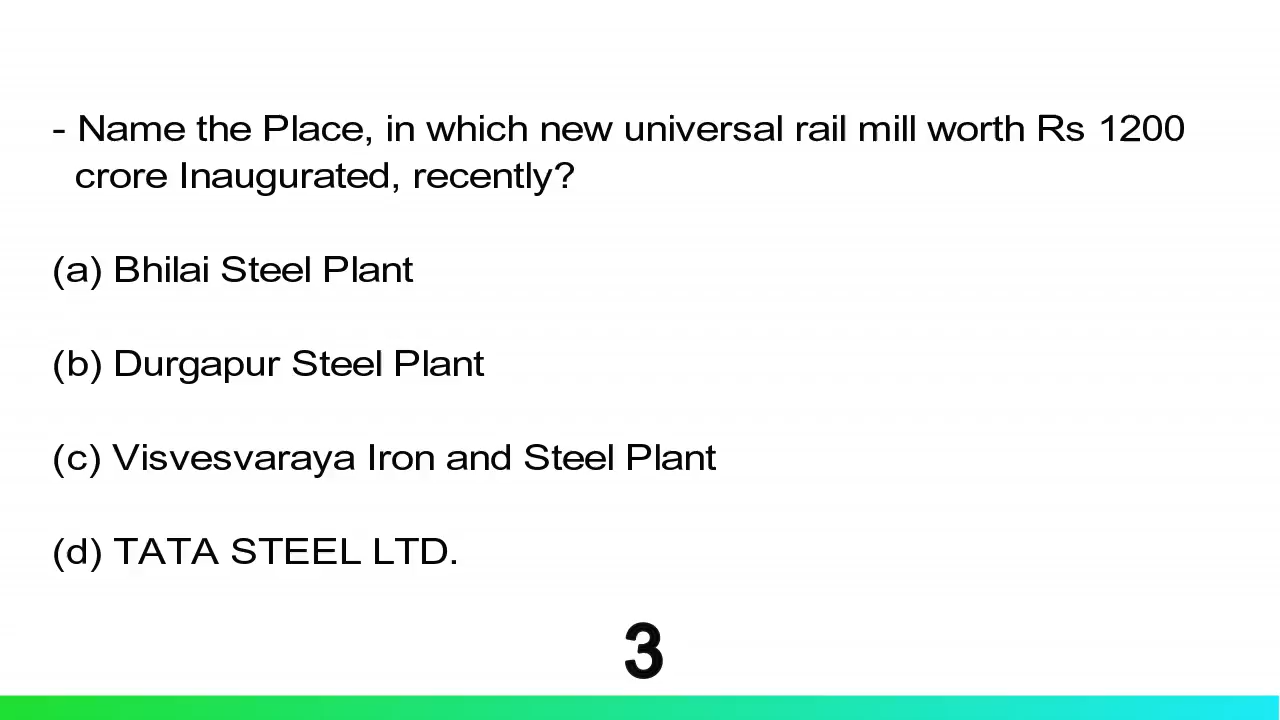 - Name the Place, in which new universal rail mill worth Rs 1200
crore Inaugurated, recently?
(a) Bhilai Steel Plant
(b) Durgapur Steel Plant
(c) Visvesvaraya Iron and Steel Plant
(d) TATA STEEL LTD.
3